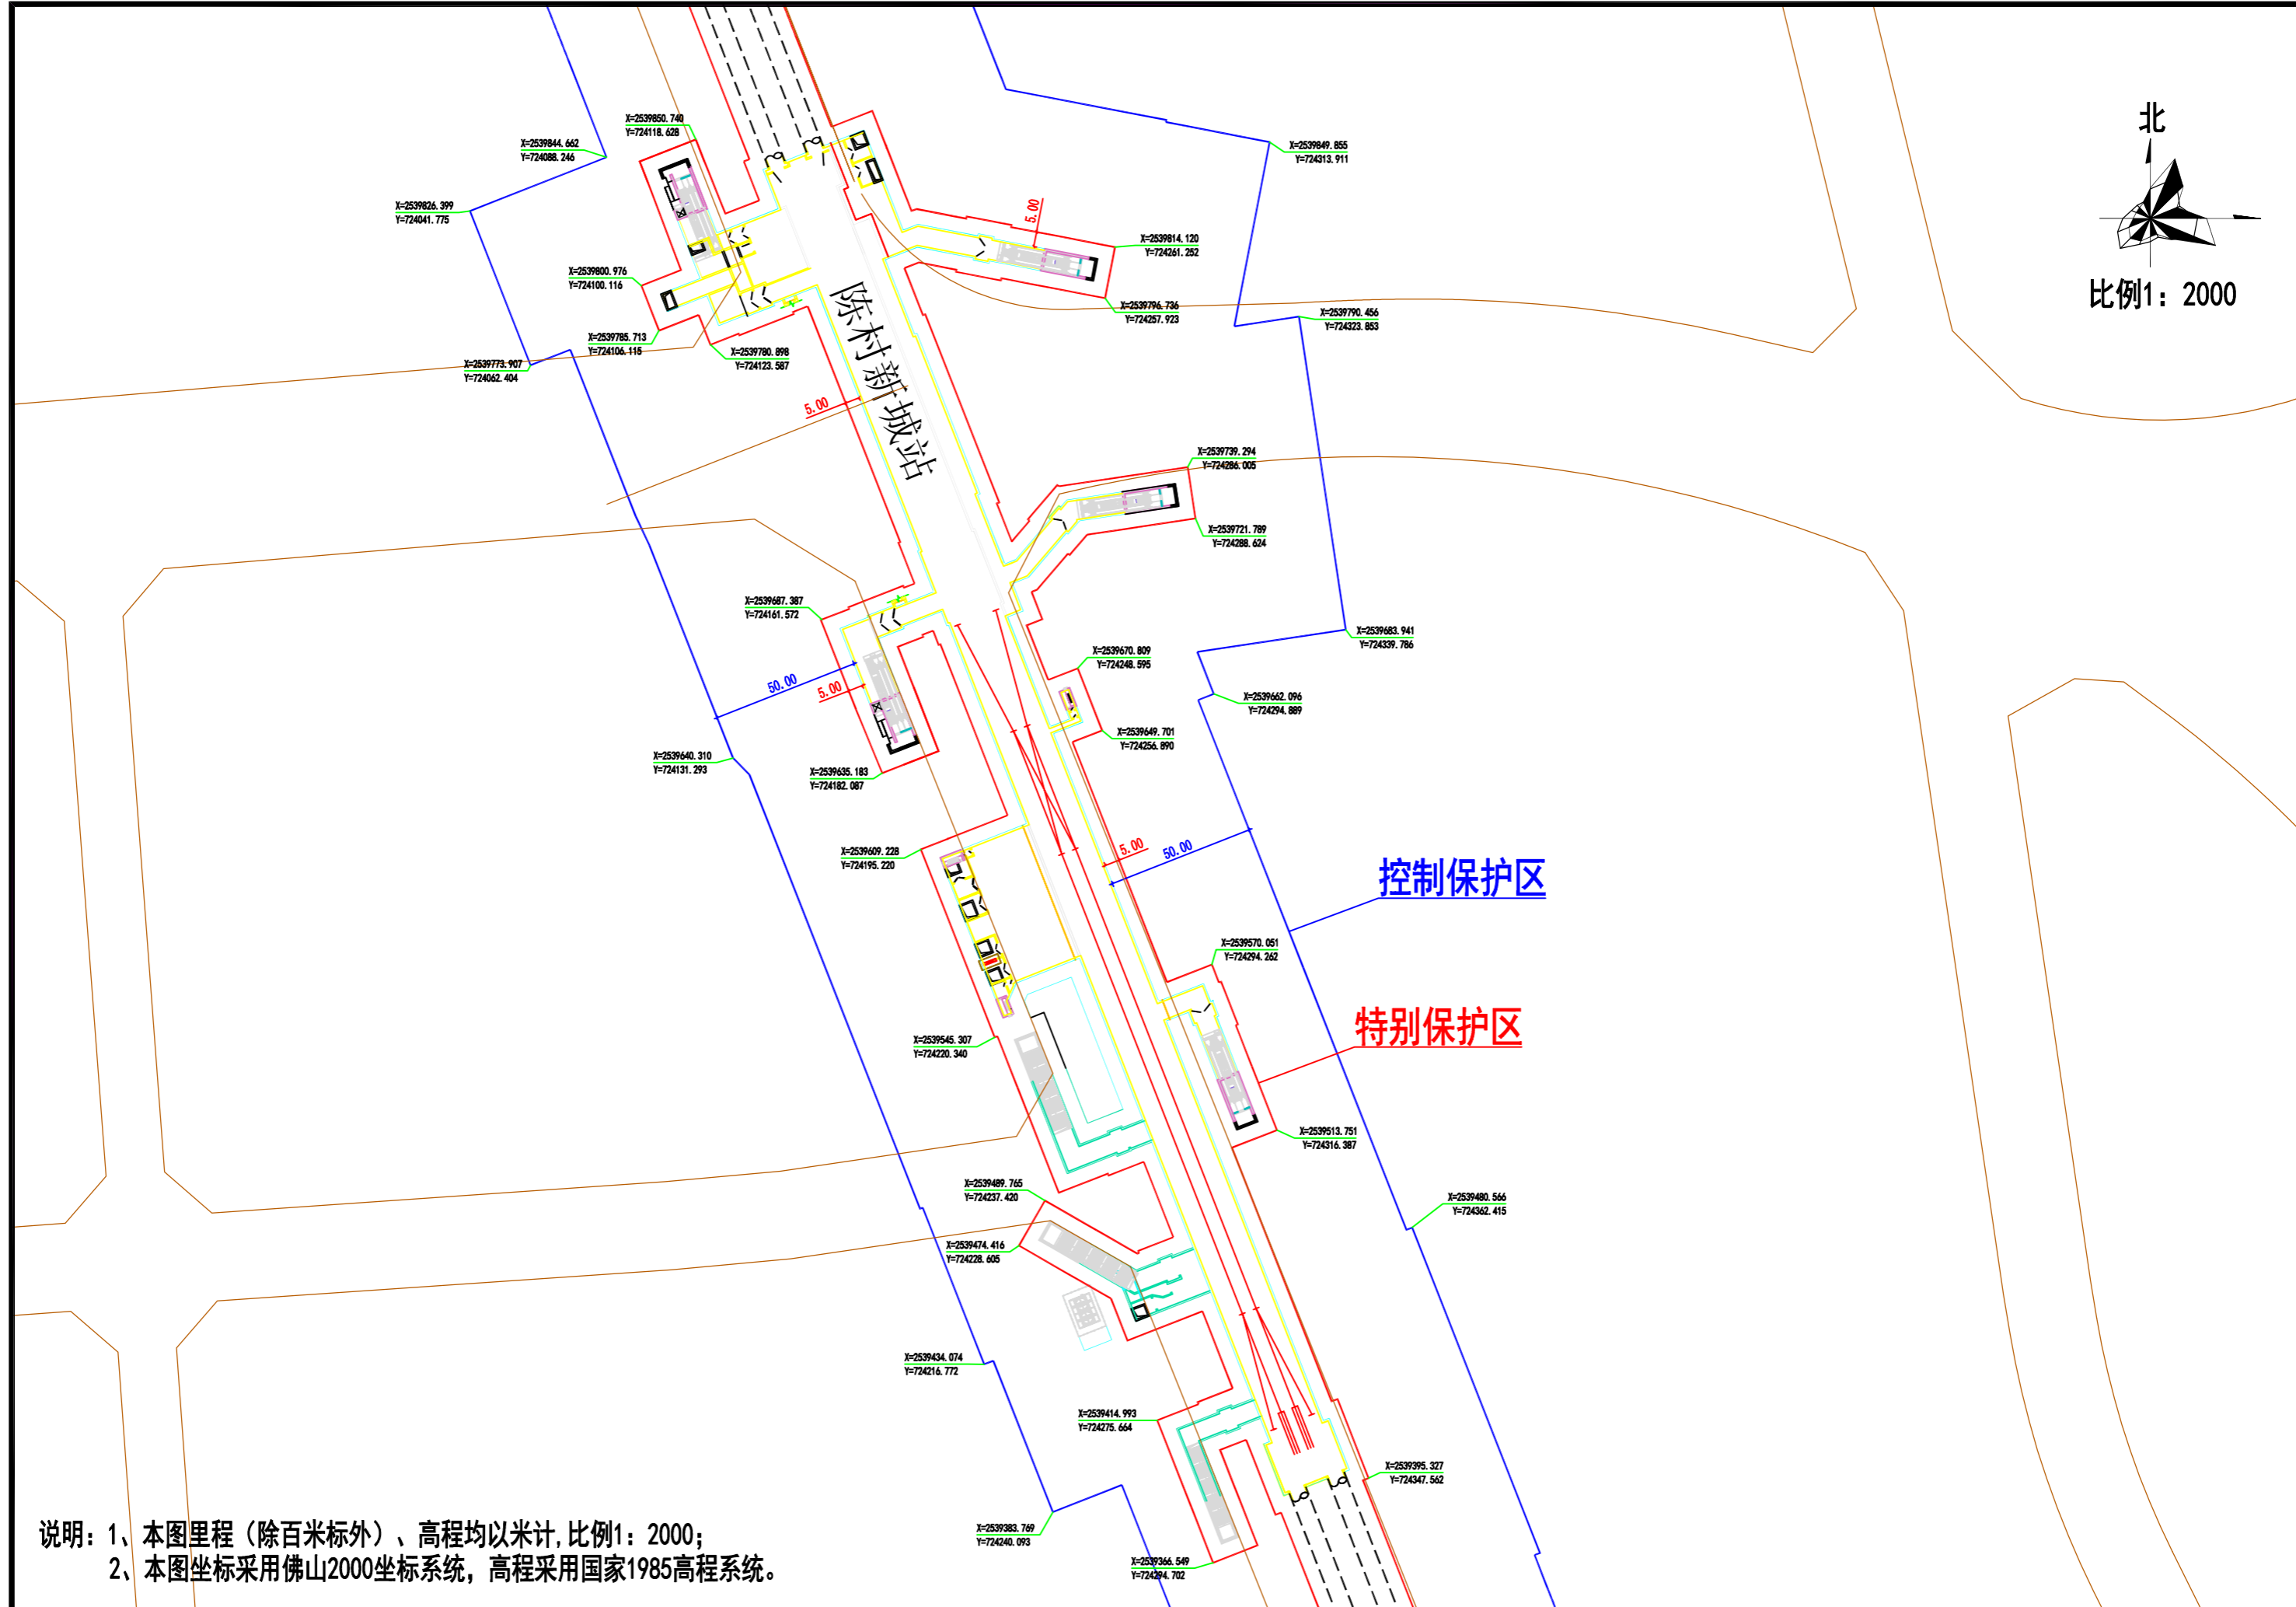 北
比例1：2000
X=2539850.740
Y=724118.628
X=2539844.662
Y=724088.246
X=2539849.855
Y=724313.911
X=2539826.399
Y=724041.775
5.00
X=2539814.120
Y=724261.252
X=2539800.976
Y=724100.116
X=2539796.736
Y=724257.923
X=2539790.456
Y=724323.853
X=2539785.713
Y=724106.115
X=2539780.898
Y=724123.587
X=2539773.907
Y=724062.404
陈村新城站
5.00
X=2539739.294
Y=724286.005
X=2539721.789
Y=724288.624
X=2539687.387
Y=724161.572
X=2539683.941
Y=724339.786
X=2539670.809
Y=724248.595
50.00
5.00
X=2539662.096
Y=724294.889
X=2539649.701
Y=724256.890
X=2539640.310
Y=724131.293
X=2539635.183
Y=724182.087
5.00
50.00
X=2539609.228
Y=724195.220
控制保护区
X=2539570.051
Y=724294.262
特别保护区
X=2539545.307
Y=724220.340
X=2539513.751
Y=724316.387
X=2539489.765
Y=724237.420
X=2539480.566
Y=724362.415
X=2539474.416
Y=724228.605
X=2539434.074
Y=724216.772
X=2539414.993
Y=724275.664
X=2539395.327
Y=724347.562
X=2539383.769
Y=724240.093
X=2539366.549
Y=724294.702
说明：1、本图里程（除百米标外）、高程均以米计,比例1：2000；
2、本图坐标采用佛山2000坐标系统，高程采用国家1985高程系统。